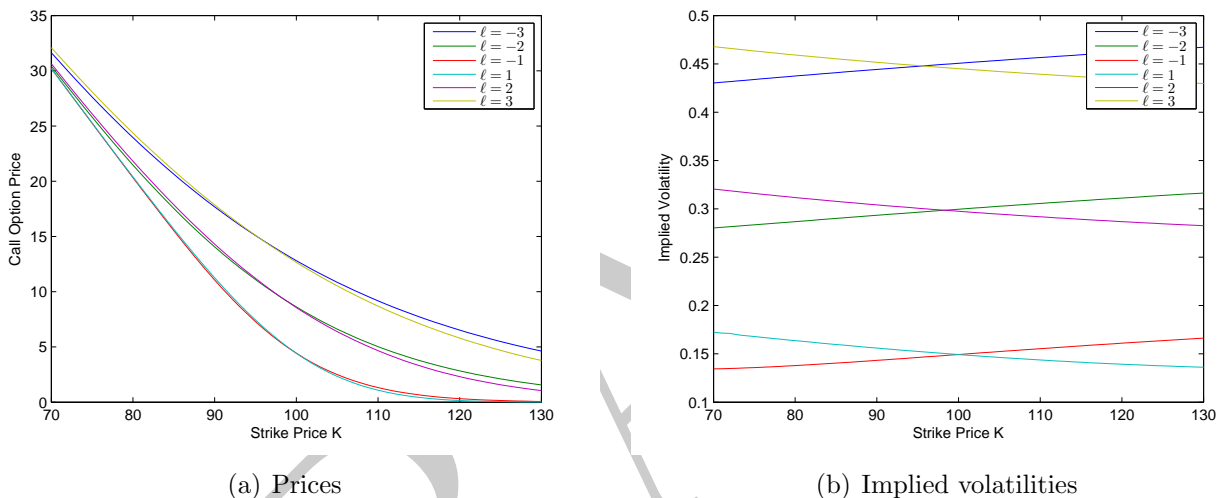 35
30
25
20
15
10
5
0
70 80 90 100 110 120 130
Call Option Price
Strike Price K
ℓ = −3
ℓ = −2
ℓ = −1
ℓ = 1
ℓ = 2
ℓ = 3
(a) Prices
0.5
0.45
0.4
0.35
0.3
0.25
0.2
0.15
0.1
70 80 90 100 110 120 130
Implied Volatility
Strike Price K
ℓ = −3
ℓ = −2
ℓ = −1
ℓ = 1
ℓ = 2
ℓ = 3
(b) Implied volatilities